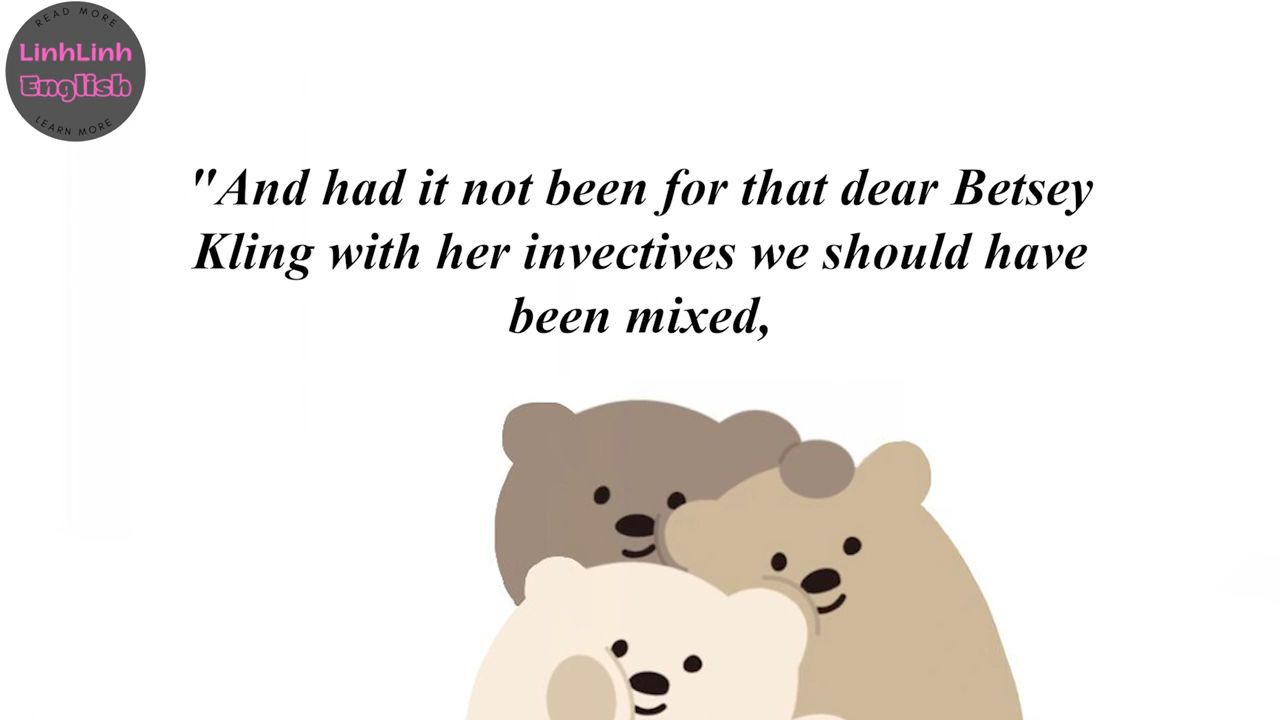 READ MORE
LinhLinh
English
LEARN MORE
"And had it not been for that dear Betsey
Kling with her invectives we should have
been mixed,